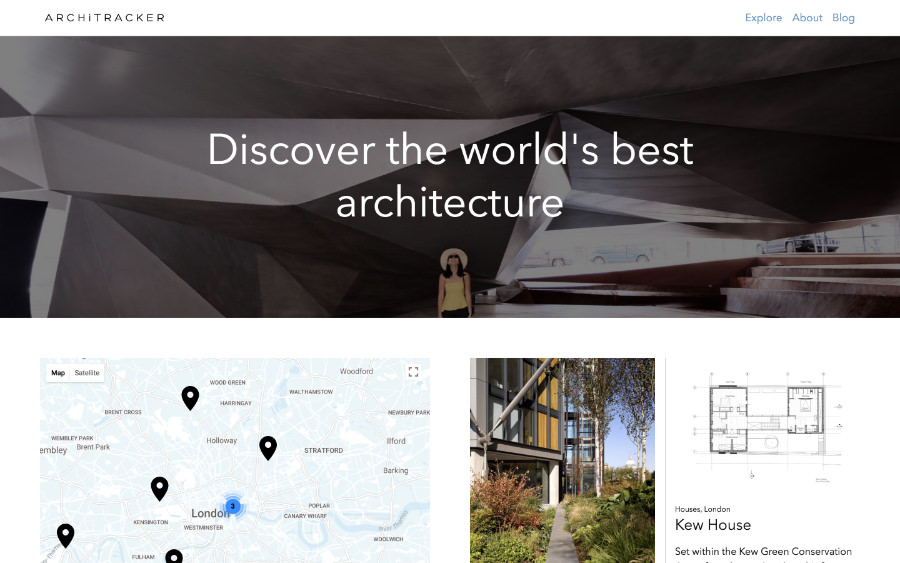 ARCHiTRACKER
Explore About Blog
Discover the world's best
architecture
Map Satellite
Woodford
WOOD GREEN
WALTHAMSTOW
HARRINGAY
BRENT CROSS
NEWBURY PARK
WEMBLEY PARK
Holloway
Ilford
embley
Brent Park
STRATFORD
Barking
3
London
POPLAR
KENSINGTON
CANARY WHARF
WESTMINSTER
WOOLWICH
FULHAM
Houses, London
Kew House
Set within the Kew Green Conservation